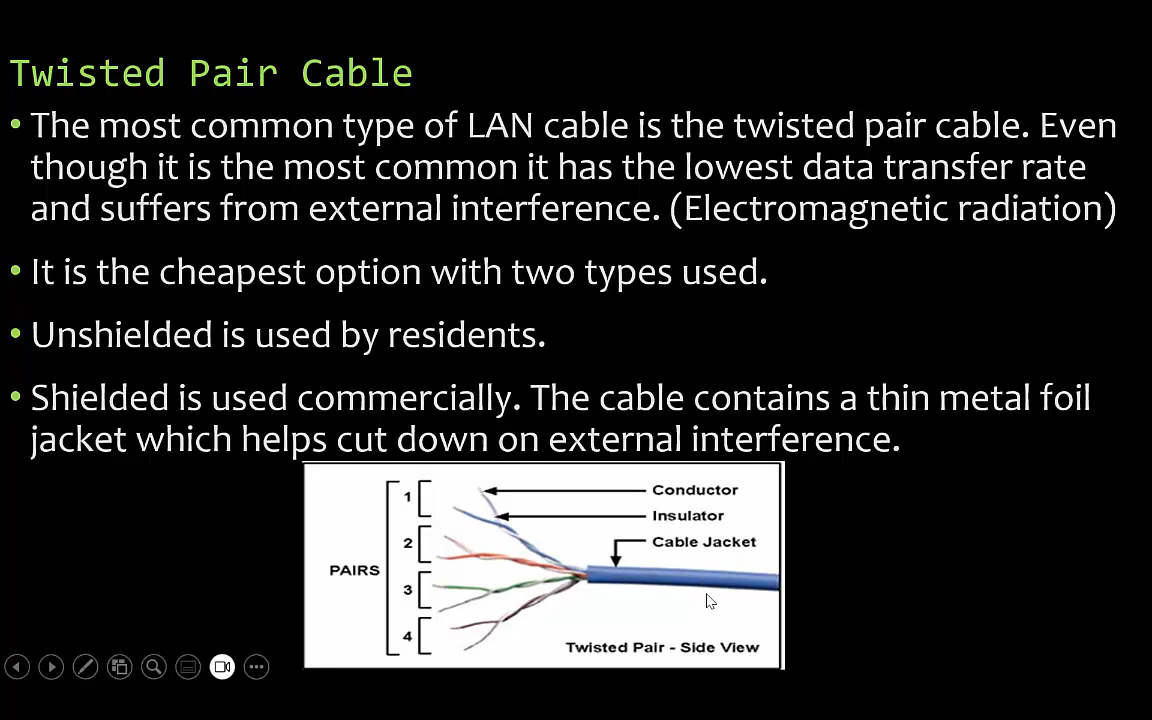 Twisted Pair Cable
• The most common type of LAN cable is the twisted pair cable. Even
though it is the most common it has the lowest data transfer rate
and suffers from external interference. (Electromagnetic radiation)
• It is the cheapest option with two types used.
• Unshielded is used by residents.
• Shielded is used commercially. The cable contains a thin metal foil
jacket which helps cut down on external interference.
PAIRS
1
2
3
4
Conductor
Insulator
Cable Jacket
Twisted Pair - Side View